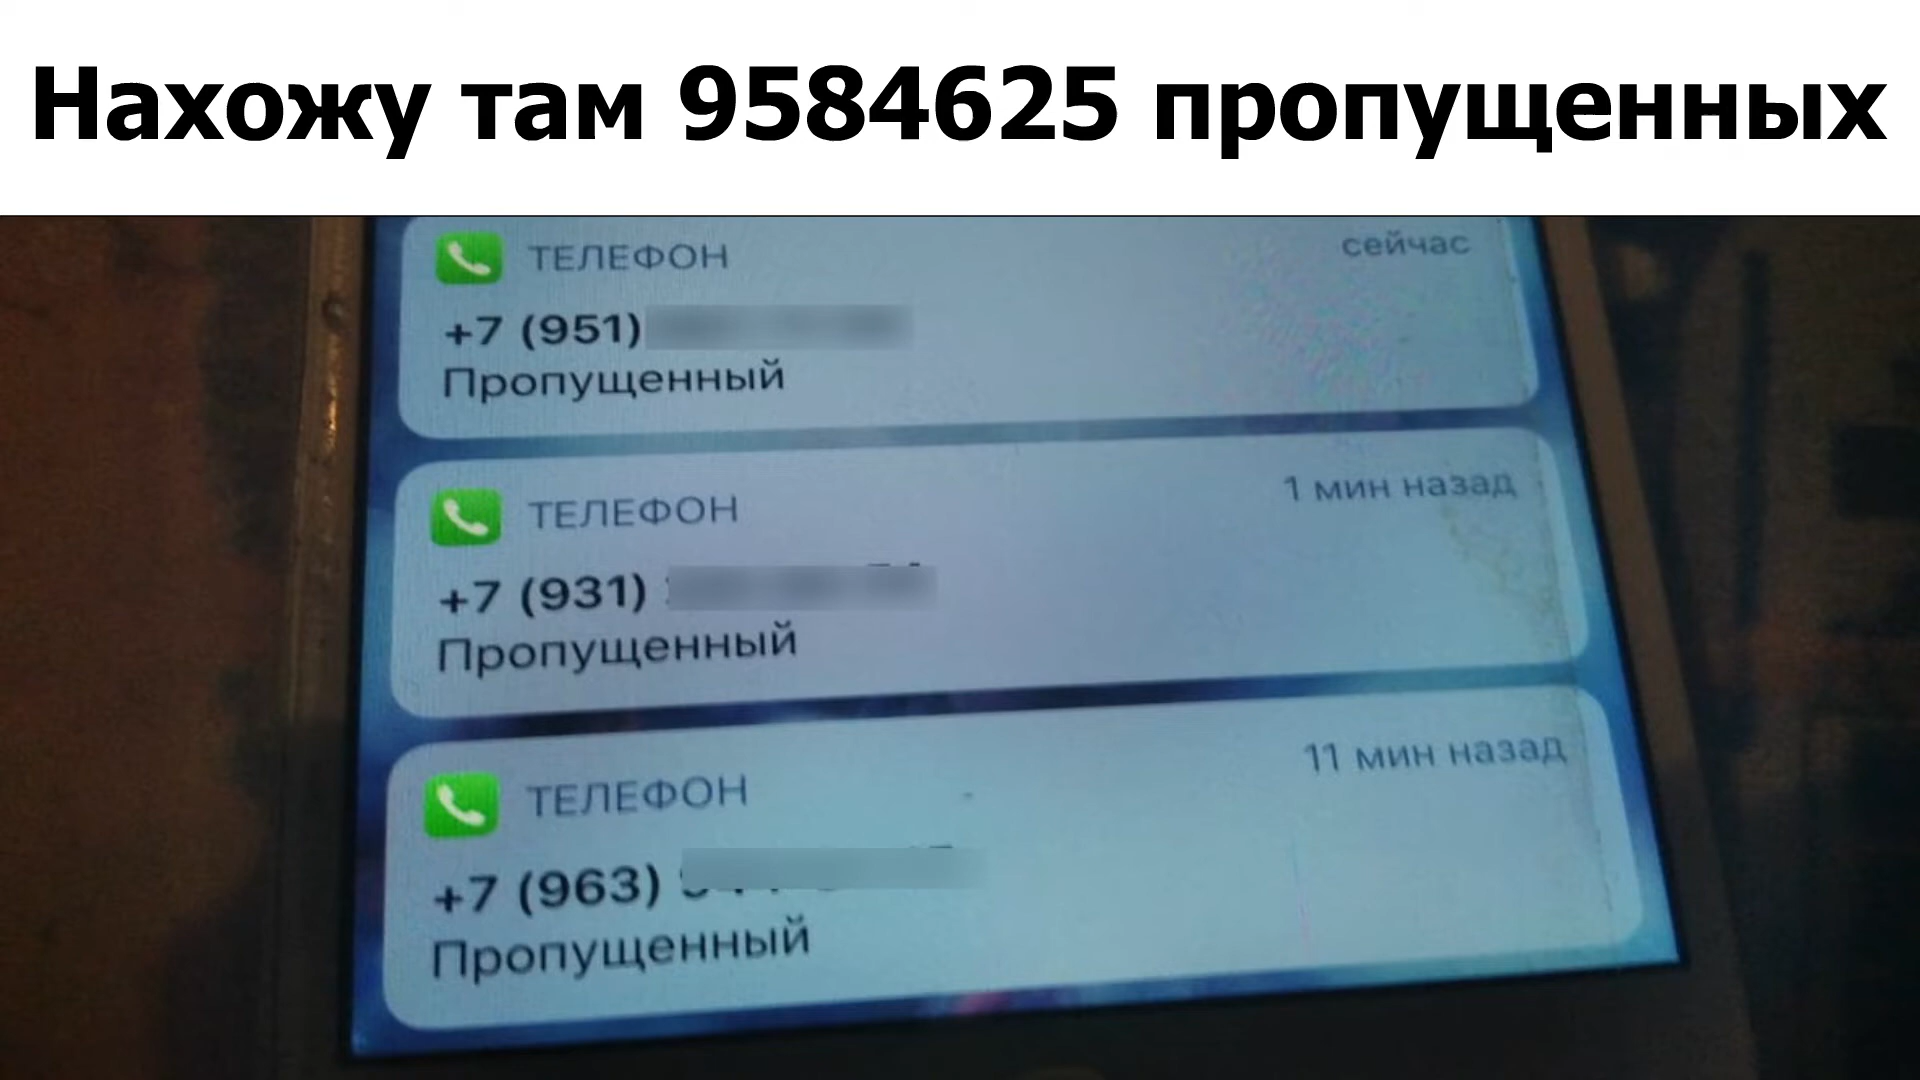 Нахожу там 9584625 пропущенных
ТЕЛЕФОН
сейчас
+7 (951)
Пропущенный
ТЕЛЕФОН
1 мин назад
+7 (931)
Пропущенный
ТЕЛЕФОН
11 мин назад
+7 (963)
Пропущенный